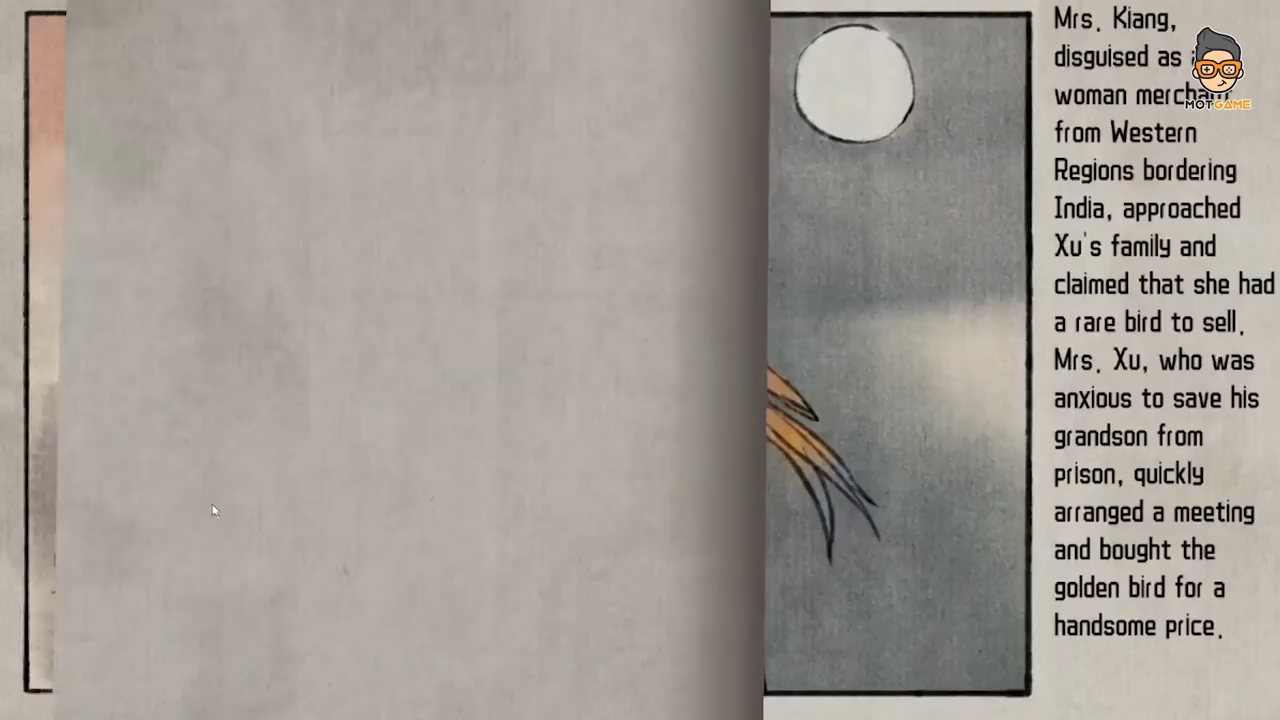 Mrs. Kiang,
disguised as a
woman merchant
from Western
Regions bordering
India, approached
Xu's family and
claimed that she had
a rare bird to sell.
Mrs. Xu, who was
anxious to save his
grandson from
prison, quickly
arranged a meeting
and bought the
golden bird for a
handsome price.
MOTGAME